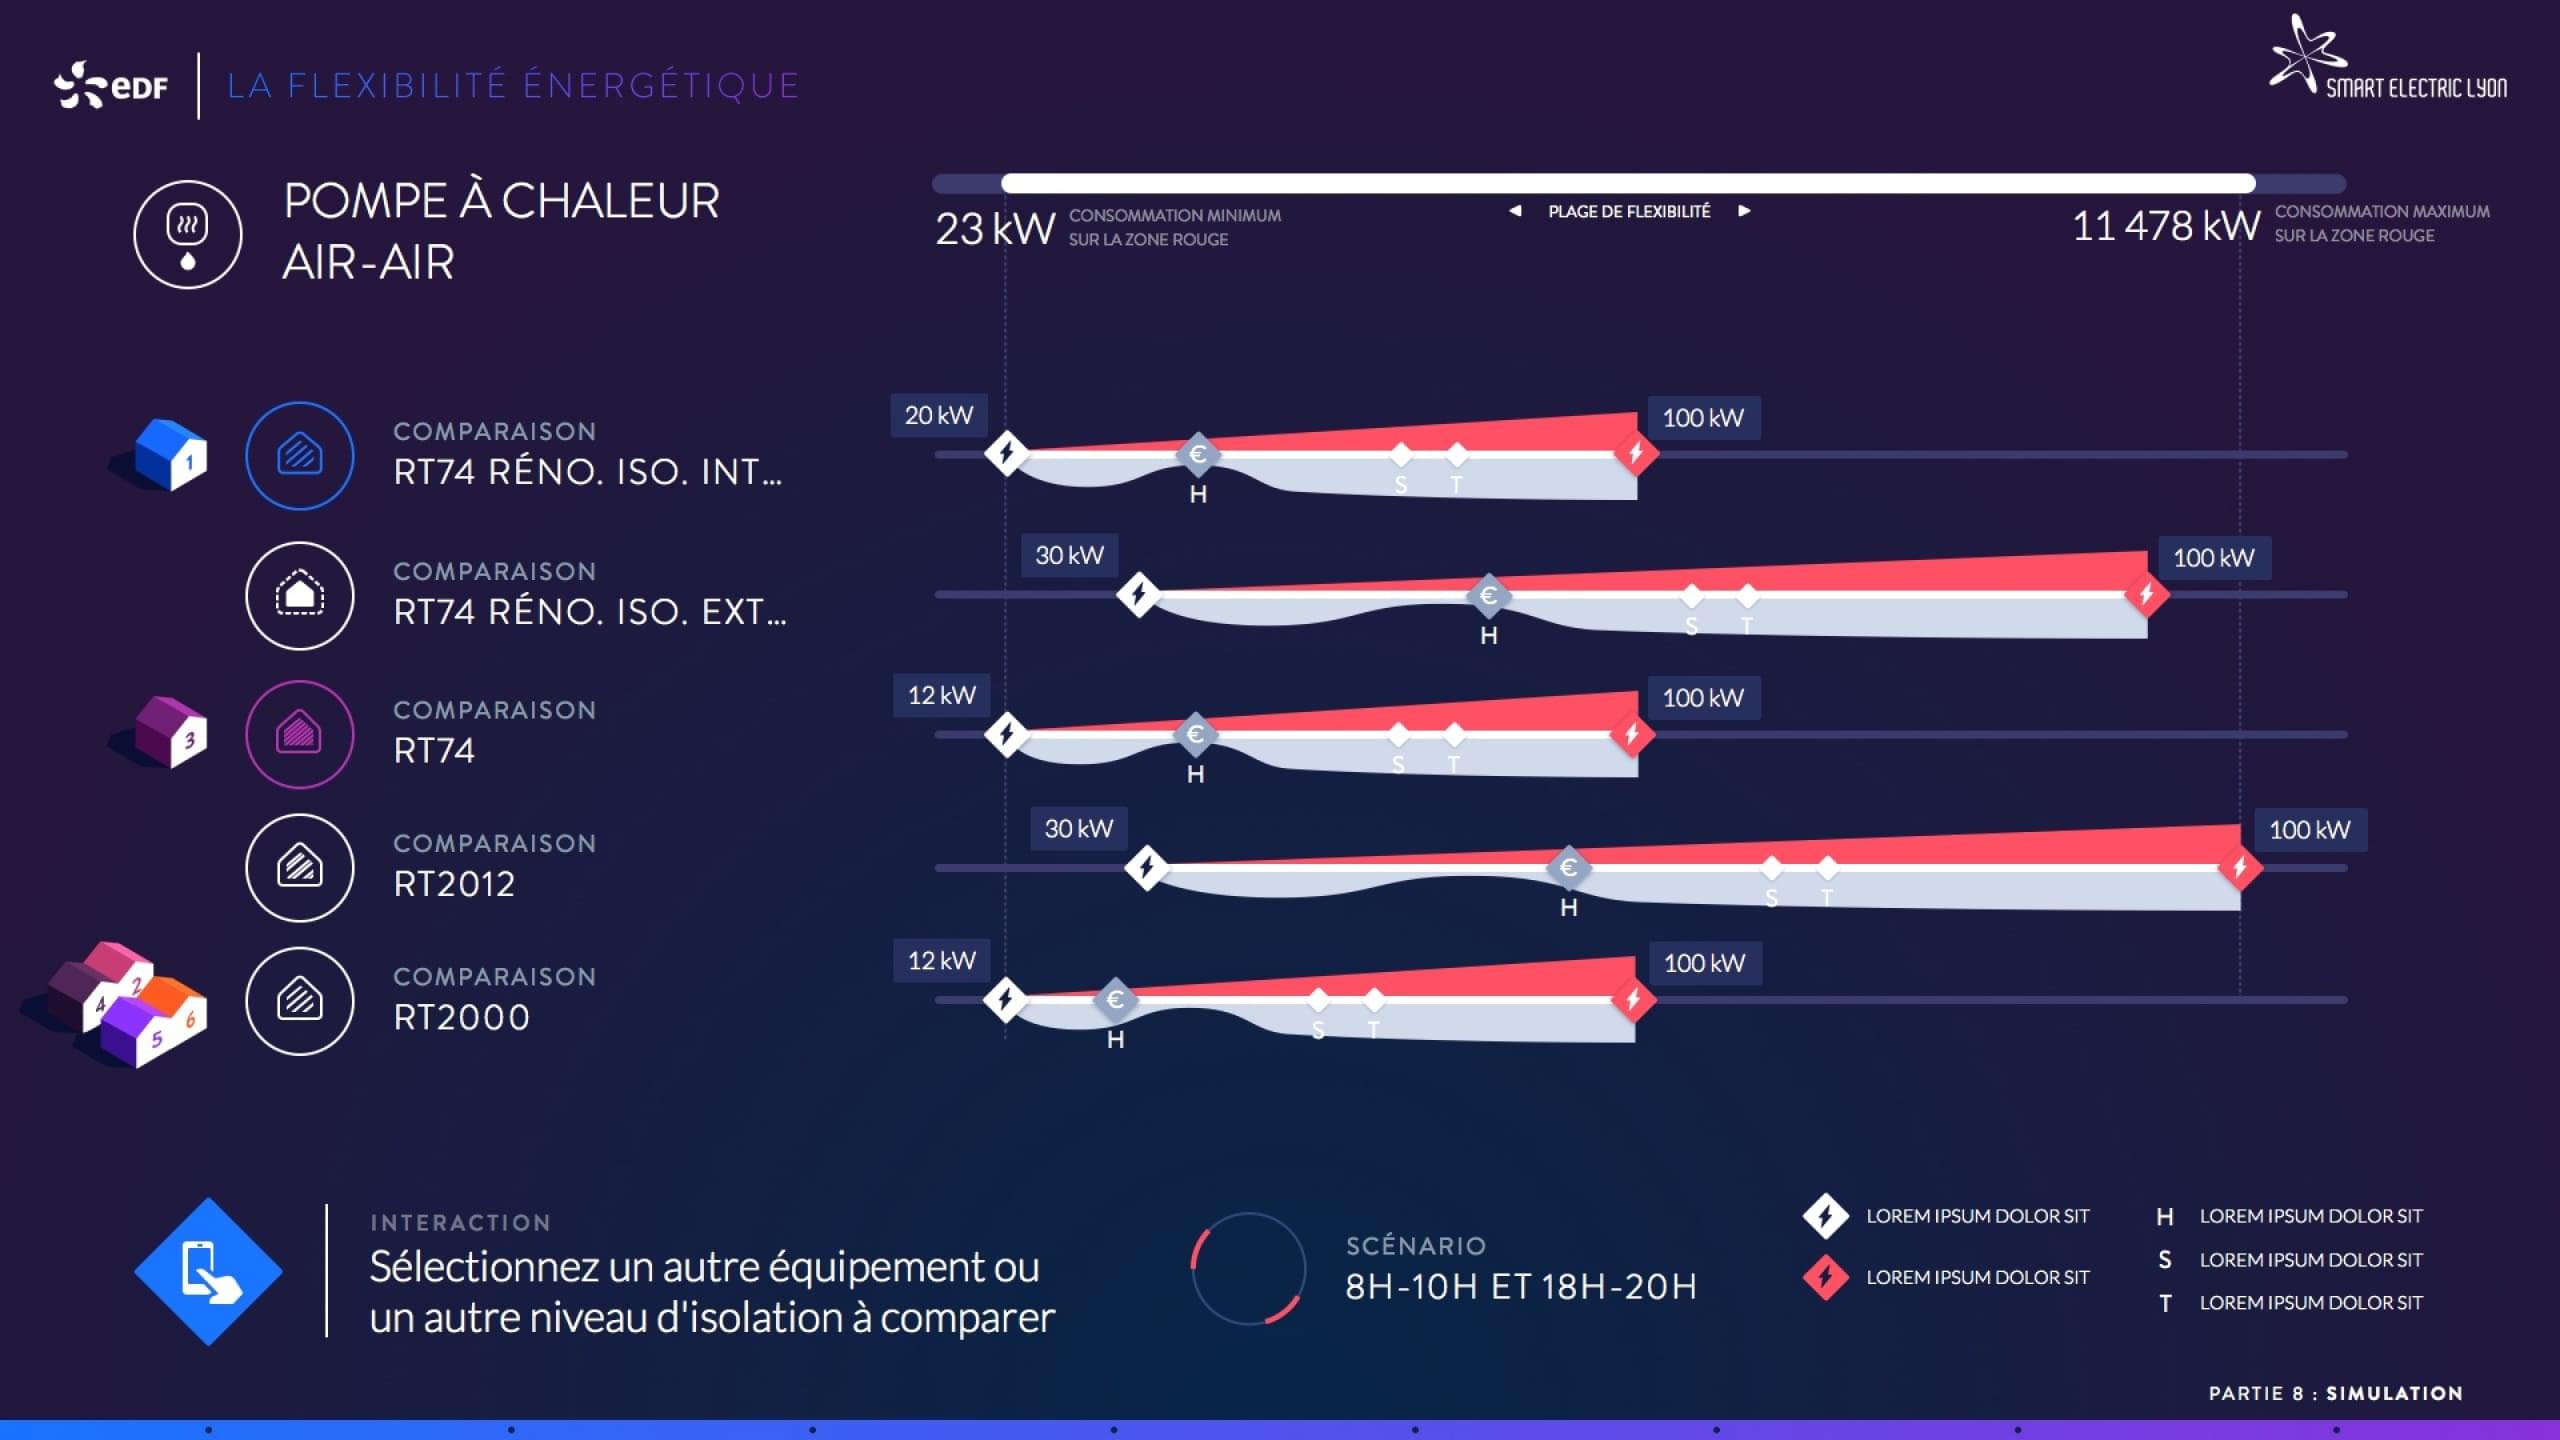 eDF
LA FLEXIBILITÉ ÉNERGÉTIQUE
SMART ELECTRIC LYON
POMPE À CHALEUR
AIR-AIR
23 kW
CONSOMMATION MINIMUM
SUR LA ZONE ROUGE
◄ PLAGE DE FLEXIBILITÉ ►
11 478 kW
CONSOMMATION MAXIMUM
SUR LA ZONE ROUGE
1
COMPARAISON
RT74 RÉNO. ISO. INT...
20 kW
€
H
S
T
100 kW
COMPARAISON
RT74 RÉNO. ISO. EXT...
30 kW
€
H
S
T
100 kW
3
COMPARAISON
RT74
12 kW
€
H
S
T
100 kW
COMPARAISON
RT2012
30 kW
€
H
S
T
100 kW
2
4
6
5
COMPARAISON
RT2000
12 kW
€
H
S
T
100 kW
INTERACTION
Sélectionnez un autre équipement ou
un autre niveau d'isolation à comparer
SCÉNARIO
8H-10H ET 18H-20H
LOREM IPSUM DOLOR SIT
LOREM IPSUM DOLOR SIT
H LOREM IPSUM DOLOR SIT
S LOREM IPSUM DOLOR SIT
T LOREM IPSUM DOLOR SIT
PARTIE 8 : SIMULATION